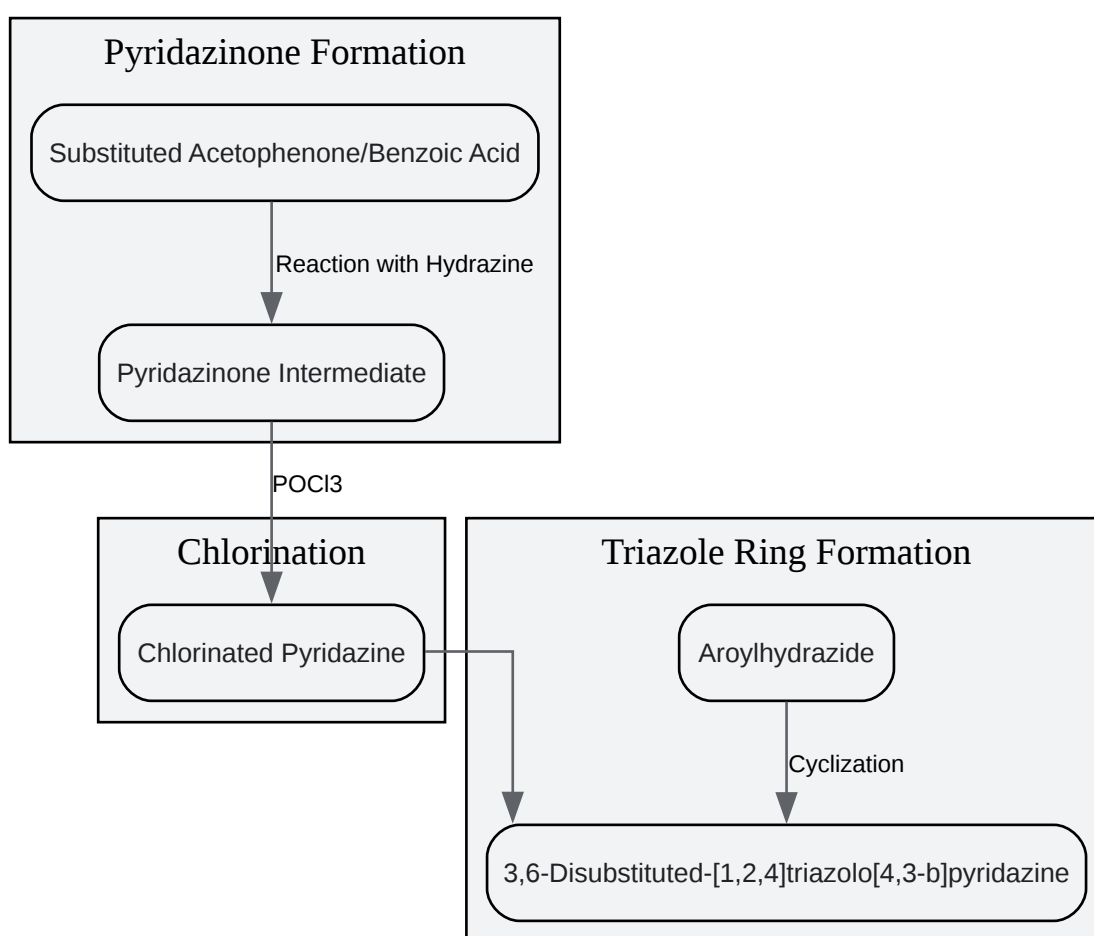 Pyridazinone Formation
Substituted Acetophenone/Benzoic Acid
Reaction with Hydrazine
Pyridazinone Intermediate
POCl3
Chlorination
Chlorinated Pyridazine
Triazole Ring Formation
Aroylhydrazide
Cyclization
3,6-Disubstituted-[1,2,4]triazolo[4,3-b]pyridazine